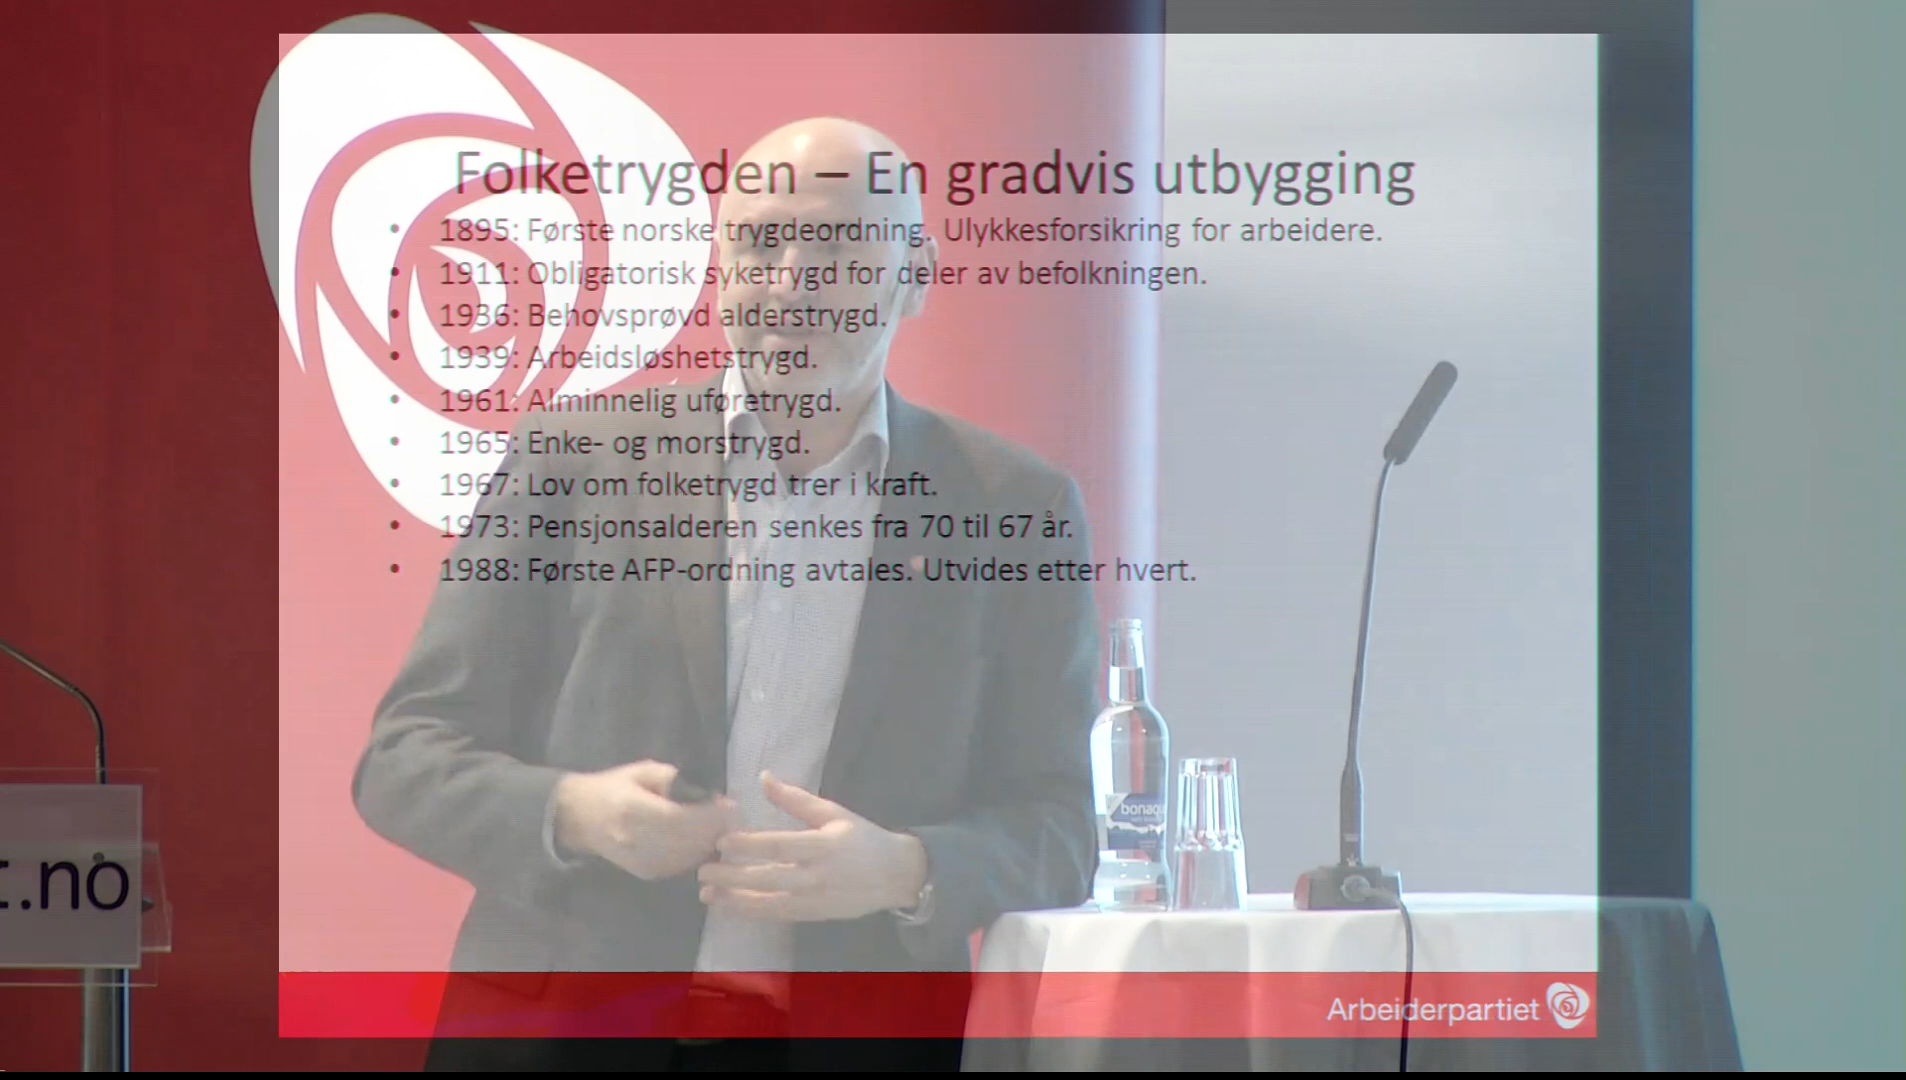 Folketrygden – En gradvis utbygging
• 1895: Første norske trygdeordning. Ulykkesforsikring for arbeidere.
• 1911: Obligatorisk syketrygd for deler av befolkningen.
• 1936: Behovsprøvd alderstrygd.
• 1939: Arbeidsløshetstrygd.
• 1961: Alminnelig uføretrygd.
• 1965: Enke- og morstrygd.
• 1967: Lov om folketrygd trer i kraft.
• 1973: Pensjonsalderen senkes fra 70 til 67 år.
• 1988: Første AFP-ordning avtales. Utvides etter hvert.
bonaqu
t.no
Arbeiderpartiet